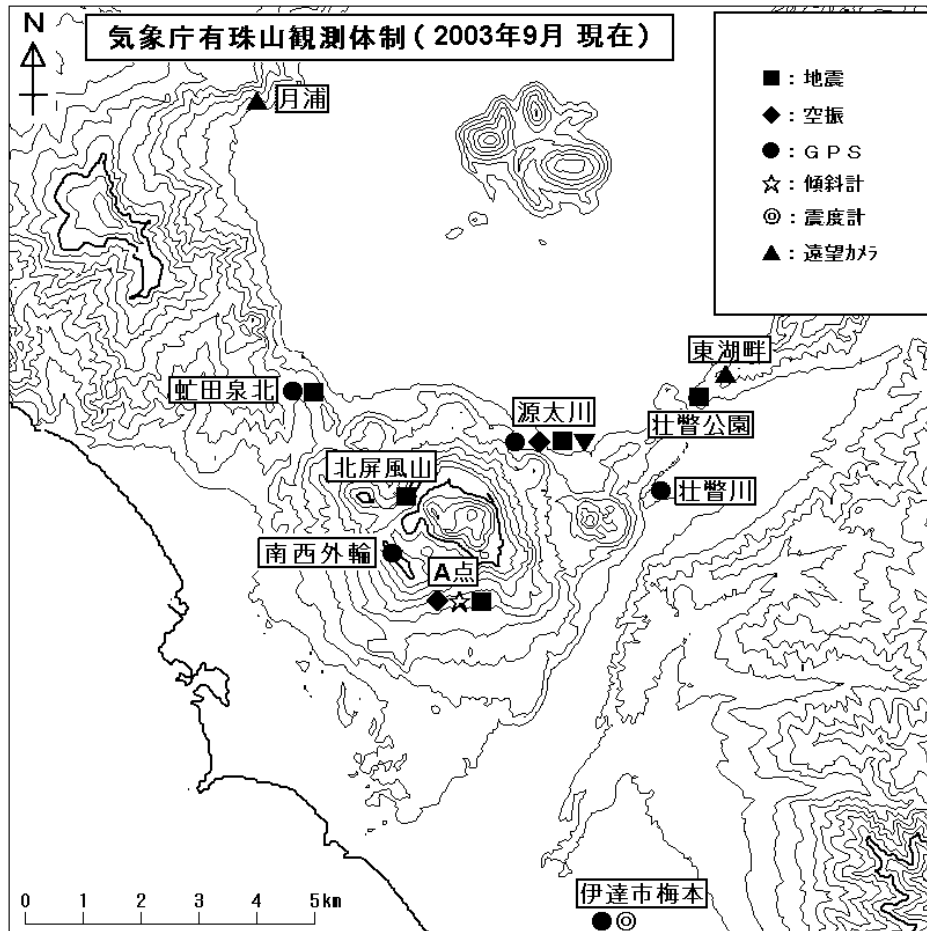 気象庁有珠山観測体制（2003年9月 現在）
N
■：地震
◆：空振
●：ＧＰＳ
☆：傾斜計
◎：震度計
▲：遠望ｶﾒﾗ
月浦
東湖畔
虻田泉北
源太川
壮瞥公園
北屏風山
壮瞥川
南西外輪
A点
伊達市梅本
0 1 2 3 4 5km